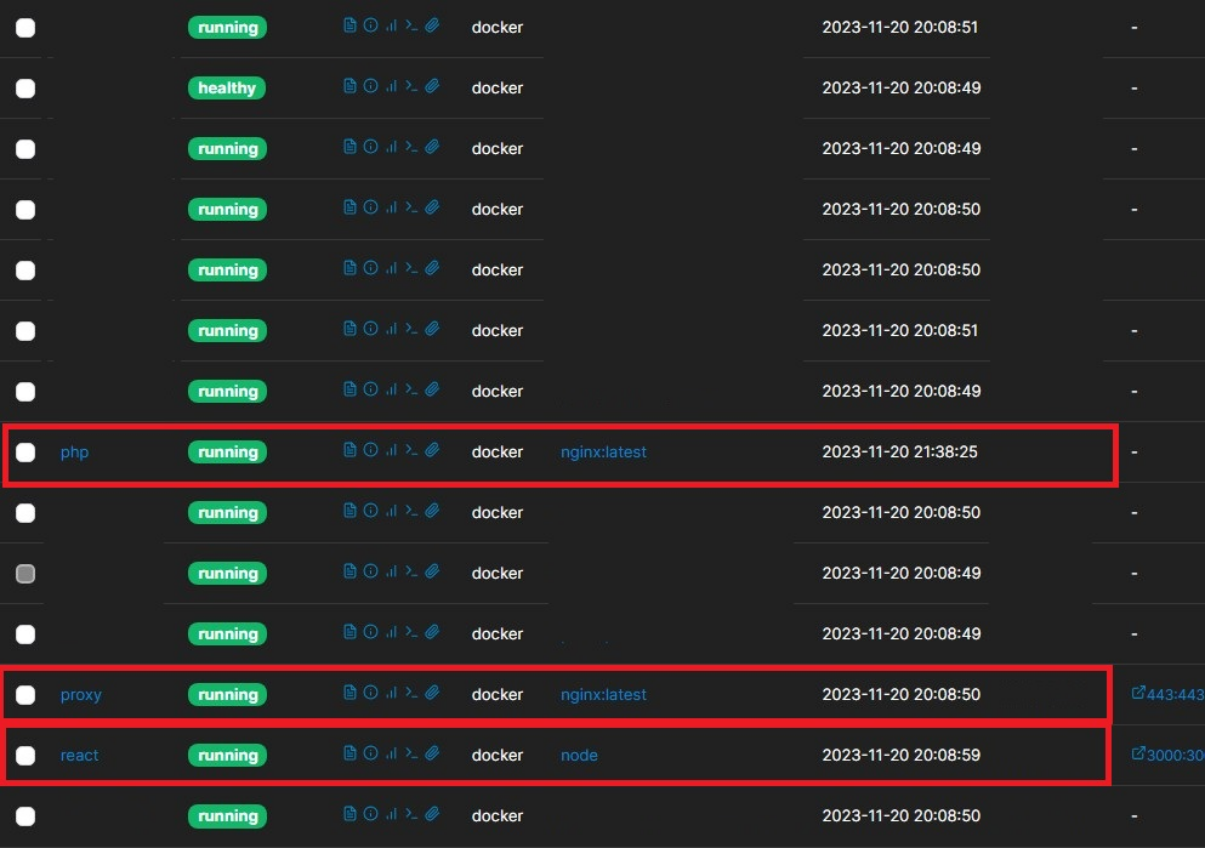 running docker 2023-11-20 20:08:51 -
healthy docker 2023-11-20 20:08:49 -
running docker 2023-11-20 20:08:49 -
running docker 2023-11-20 20:08:50 -
running docker 2023-11-20 20:08:50
running docker 2023-11-20 20:08:51 -
running docker 2023-11-20 20:08:49 -
php running docker nginx:latest 2023-11-20 21:38:25 -
running docker 2023-11-20 20:08:50 -
running docker 2023-11-20 20:08:49 -
running docker 2023-11-20 20:08:49 -
proxy running docker nginx:latest 2023-11-20 20:08:50 443:443
react running docker node 2023-11-20 20:08:59 3000:30
running docker 2023-11-20 20:08:50 -